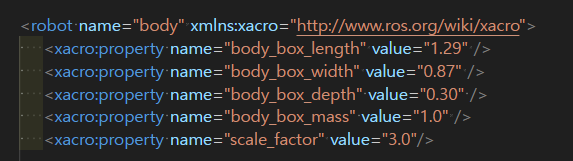 <robot name="body" xmlns:xacro="http://www.ros.org/wiki/xacro">
    <xacro:property name="body_box_length" value="1.29" />
    <xacro:property name="body_box_width" value="0.87" />
    <xacro:property name="body_box_depth" value="0.30" />
    <xacro:property name="body_box_mass" value="1.0" />
    <xacro:property name="scale_factor" value="3.0"/>